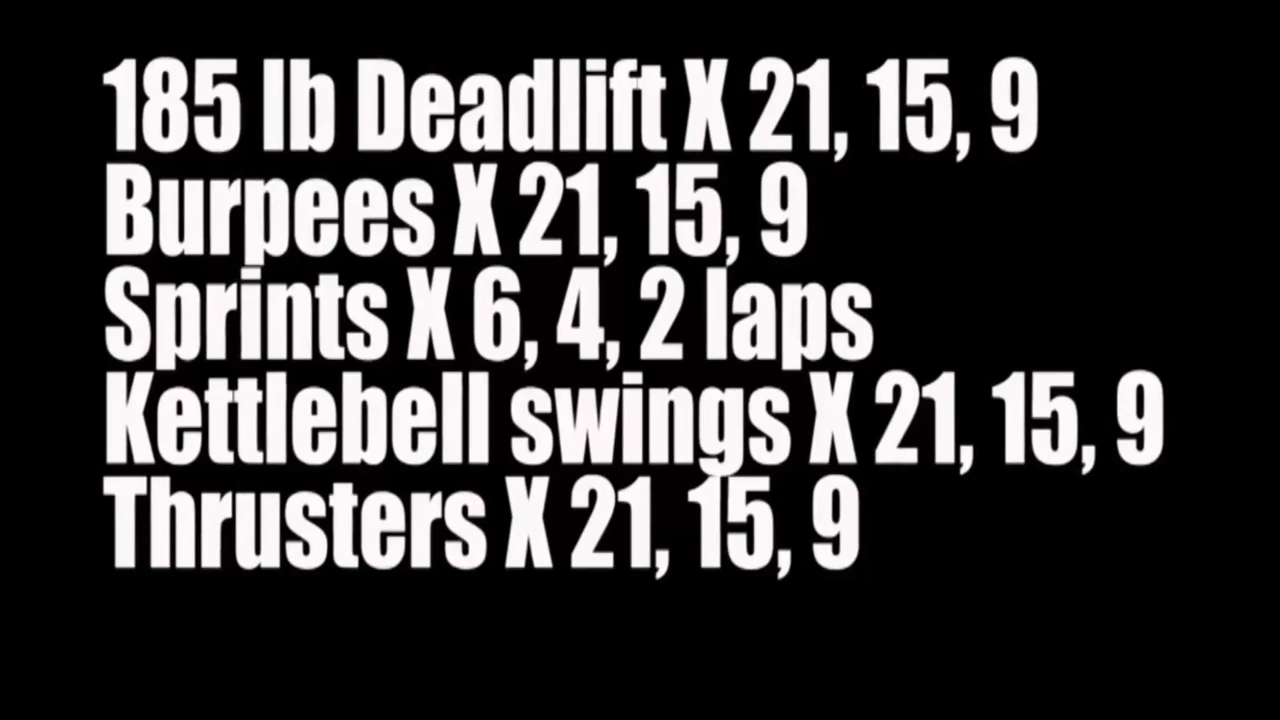 185 lb Deadlift X 21, 15, 9
Burpees X 21, 15, 9
Sprints X 6, 4, 2 laps
Kettlebell swings X 21, 15, 9
Thrusters X 21, 15, 9